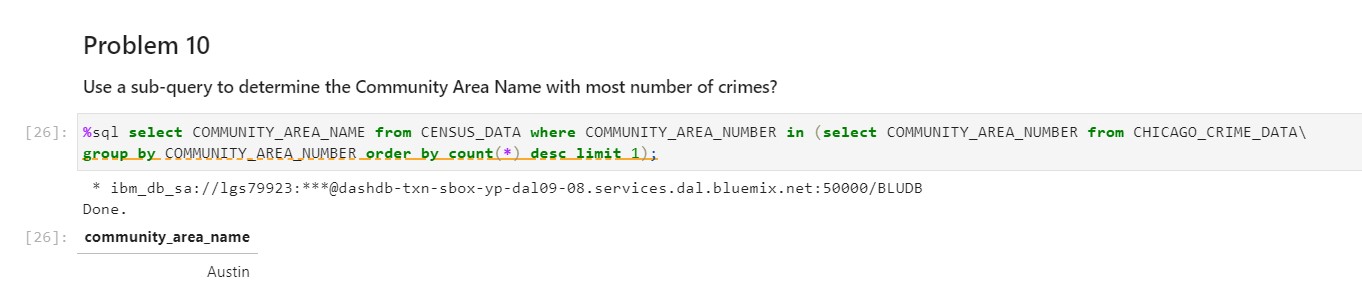 Problem 10
Use a sub-query to determine the Community Area Name with most number of crimes?
[26]: %sql select COMMUNITY_AREA_NAME from CENSUS_DATA where COMMUNITY_AREA_NUMBER in (select COMMUNITY_AREA_NUMBER from CHICAGO_CRIME_DATA\
group by COMMUNITY_AREA_NUMBER order by count(*) desc limit 1);
* ibm_db_sa://lgs79923:***@dashdb-txn-sbox-yp-dal09-08.services.dal.bluemix.net:50000/BLUDB
Done.
[26]: community_area_name
Austin